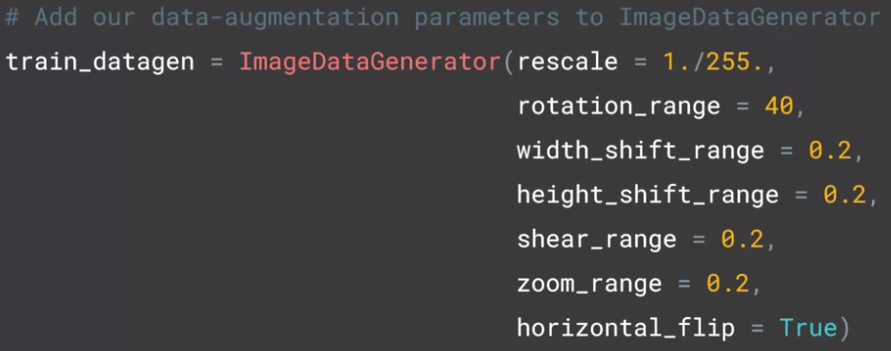 # Add our data-augmentation parameters to ImageDataGenerator
train_datagen = ImageDataGenerator(rescale = 1./255.,
rotation_range = 40,
width_shift_range = 0.2,
height_shift_range = 0.2,
shear_range = 0.2,
zoom_range = 0.2,
horizontal_flip = True)